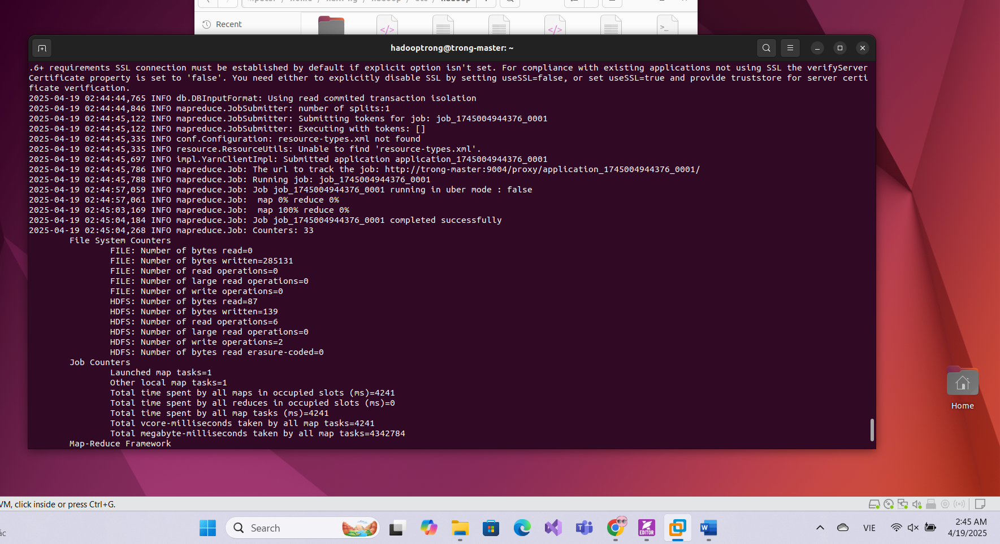 Recent
hadooptrong@trong-master: ~
.6+ requirements SSL connection must be established by default if explicit option isn't set. For compliance with existing applications not using SSL the verifyServer
Certificate property is set to 'false'. You need either to explicitly disable SSL by setting useSSL=false, or set useSSL=true and provide truststore for server certi
ficate verification.
2025-04-19 02:44:44,765 INFO db.DBInputFormat: Using read commited transaction isolation
2025-04-19 02:44:44,846 INFO mapreduce.JobSubmitter: number of splits:1
2025-04-19 02:44:45,122 INFO mapreduce.JobSubmitter: Submitting tokens for job: job_1745004944376_0001
2025-04-19 02:44:45,122 INFO mapreduce.JobSubmitter: Executing with tokens: []
2025-04-19 02:44:45,335 INFO conf.Configuration: resource-types.xml not found
2025-04-19 02:44:45,335 INFO resource.ResourceUtils: Unable to find 'resource-types.xml'.
2025-04-19 02:44:45,697 INFO impl.YarnClientImpl: Submitted application application_1745004944376_0001
2025-04-19 02:44:45,786 INFO mapreduce.Job: The url to track the job: http://trong-master:9004/proxy/application_1745004944376_0001/
2025-04-19 02:44:45,788 INFO mapreduce.Job: Running job: job_1745004944376_0001
2025-04-19 02:44:57,059 INFO mapreduce.Job: Job job_1745004944376_0001 running in uber mode : false
2025-04-19 02:44:57,061 INFO mapreduce.Job:  map 0% reduce 0%
2025-04-19 02:45:03,169 INFO mapreduce.Job:  map 100% reduce 0%
2025-04-19 02:45:04,184 INFO mapreduce.Job: Job job_1745004944376_0001 completed successfully
2025-04-19 02:45:04,268 INFO mapreduce.Job: Counters: 33
File System Counters
FILE: Number of bytes read=0
FILE: Number of bytes written=285131
FILE: Number of read operations=0
FILE: Number of large read operations=0
FILE: Number of write operations=0
HDFS: Number of bytes read=87
HDFS: Number of bytes written=139
HDFS: Number of read operations=6
HDFS: Number of large read operations=0
HDFS: Number of write operations=2
HDFS: Number of bytes read erasure-coded=0
Job Counters
Launched map tasks=1
Other local map tasks=1
Total time spent by all maps in occupied slots (ms)=4241
Total time spent by all reduces in occupied slots (ms)=0
Total time spent by all map tasks (ms)=4241
Total vcore-milliseconds taken by all map tasks=4241
Total megabyte-milliseconds taken by all map tasks=4342784
Map-Reduce Framework
Home
VM, click inside or press Ctrl+G.
Search
EDITOR
VIE
2:45 AM
4/19/2025